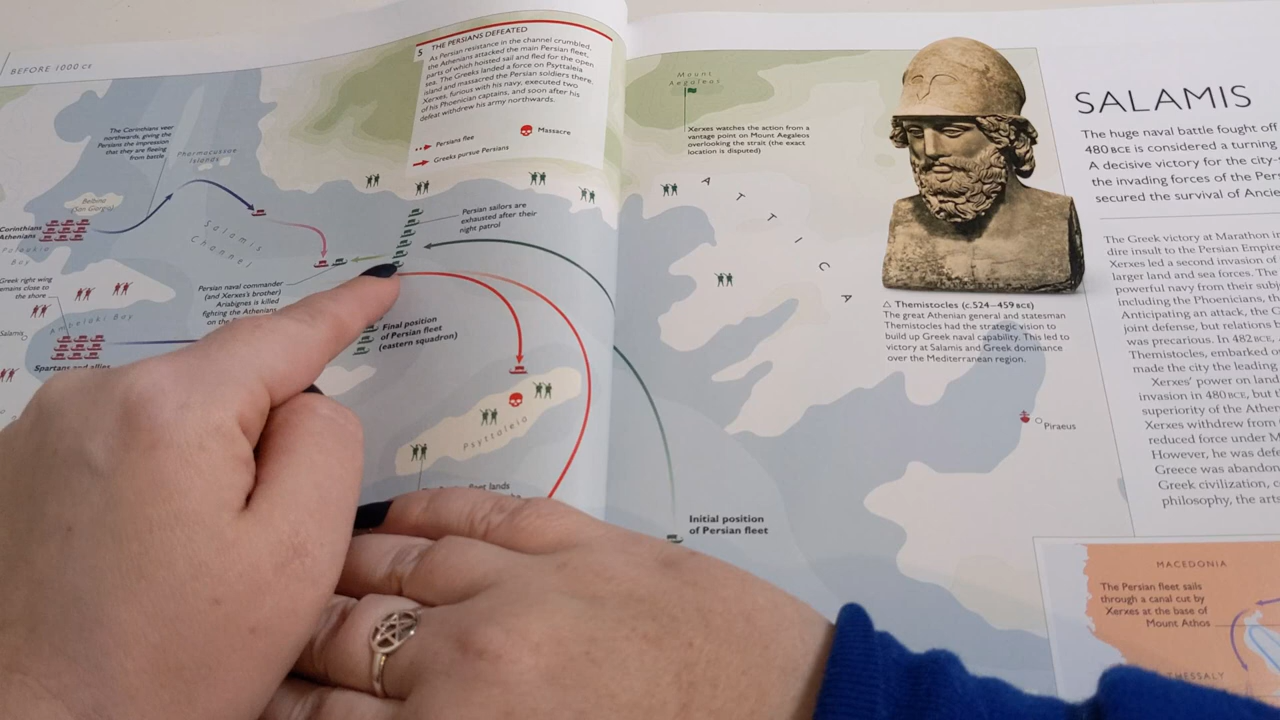 BEFORE 1000 CE
5 THE PERSIANS DEFEATED
As Persian resistance in the channel crumbled,
the Athenians attacked the main Persian fleet,
parts of which hoisted sail and fled for the open
sea. The Greeks landed a force on Psyttaleia
island and massacred the Persian soldiers there.
Xerxes, furious with his navy, executed two
of his Phoenician captains, and soon after his
defeat withdrew his army northwards.
Massacre
Persians flee
Greeks pursue Persians
The Corinthians veer
northwards, giving the
Persians the impression
that they are fleeing
from battle
Pharmacussae
Islands
Belbina
(San Giorgio)
Corinthians
Athenians
Bay
Salamis
Channel
Persian sailors are
exhausted after their
night patrol
Greek right wing
remains close to
the shore
Ambelaki Bay
Salamis
Spartans and allies
Persian naval commander
(and Xerxes's brother)
Ariabignes is killed
fighting the Athenians
on the
Final position
of Persian fleet
(eastern squadron)
Psyttaleia
fleet lands
Mount
Aegaleos
Xerxes watches the action from a
vantage point on Mount Aegaleos
overlooking the strait (the exact
location is disputed)
ATTICA
Piraeus
Initial position
of Persian fleet
△ Themistocles (c.524–459 BCE)
The great Athenian general and statesman
Themistocles had the strategic vision to
build up Greek naval capability. This led to
victory at Salamis and Greek dominance
over the Mediterranean region.
SALAMIS
The huge naval battle fought off
480 BCE is considered a turning
A decisive victory for the city-
the invading forces of the Pers
secured the survival of Ancie
The Greek victory at Marathon in
dire insult to the Persian Empire
Xerxes led a second invasion of
larger land and sea forces. The
powerful navy from their subj
including the Phoenicians, th
Anticipating an attack, the G
joint defense, but relations b
was precarious. In 482 BCE,
Themistocles, embarked o
made the city the leading
Xerxes' power on land
invasion in 480 BCE, but t
superiority of the Athen
Xerxes withdrew from
reduced force under M
However, he was defe
Greece was abandon
Greek civilization, c
philosophy, the arts
MACEDONIA
The Persian fleet sails
through a canal cut by
Xerxes at the base of
Mount Athos
THESSALY